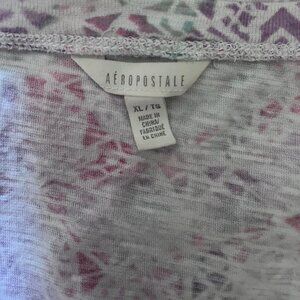 AÉROPOSTALE
XL / TG
MADE IN
CHINA/
FABRIQUÉ
EN CHINE